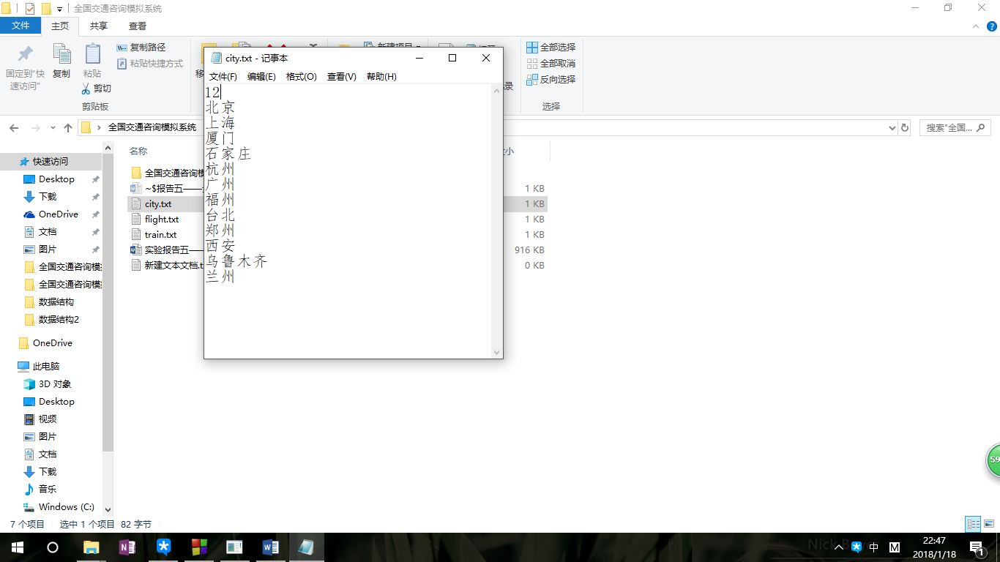 全国交通咨询模拟系统
文件 主页 共享 查看
固定到"快速访问"
复制
粘贴
复制路径
粘贴快捷方式
剪切
剪贴板
全部选择
全部取消
反向选择
选择
全国交通咨询模拟系统
搜索"全国...
city.txt - 记事本
文件(F) 编辑(E) 格式(O) 查看(V) 帮助(H)
12
北京
上海
厦门
石家庄
杭州
广州
福州
台北
郑州
西安
乌鲁木齐
兰州
快速访问
Desktop
下载
OneDrive
文档
图片
全国交通咨询模
全国交通咨询模
数据结构
数据结构2
OneDrive
此电脑
3D 对象
Desktop
视频
图片
文档
下载
音乐
Windows (C:)
名称
全国交通咨询模
~$报告五——
1 KB
city.txt 1 KB
flight.txt 1 KB
train.txt 1 KB
实验报告五—— 916 KB
新建文本文档.t 0 KB
7 个项目 选中 1 个项目 82 字节
59
中
M
22:47
2018/1/18
1